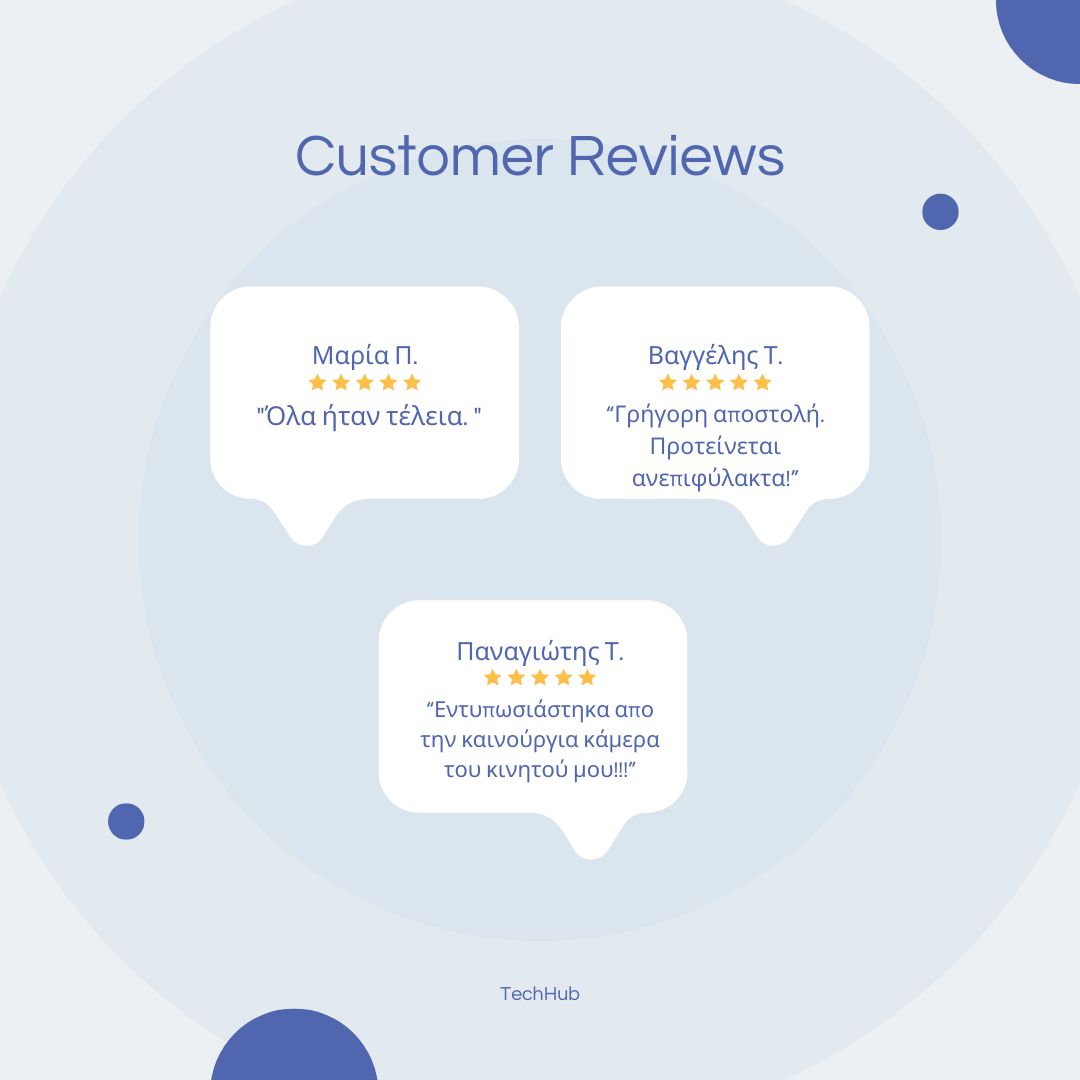 Customer Reviews
Μαρία Π.
"Όλα ήταν τέλεια. "
Βαγγέλης Τ.
“Γρήγορη αποστολή.
Προτείνεται
ανεπιφύλακτα!”
Παναγιώτης Τ.
“Εντυπωσιάστηκα απο
την καινούργια κάμερα
του κινητού μου!!!”
TechHub